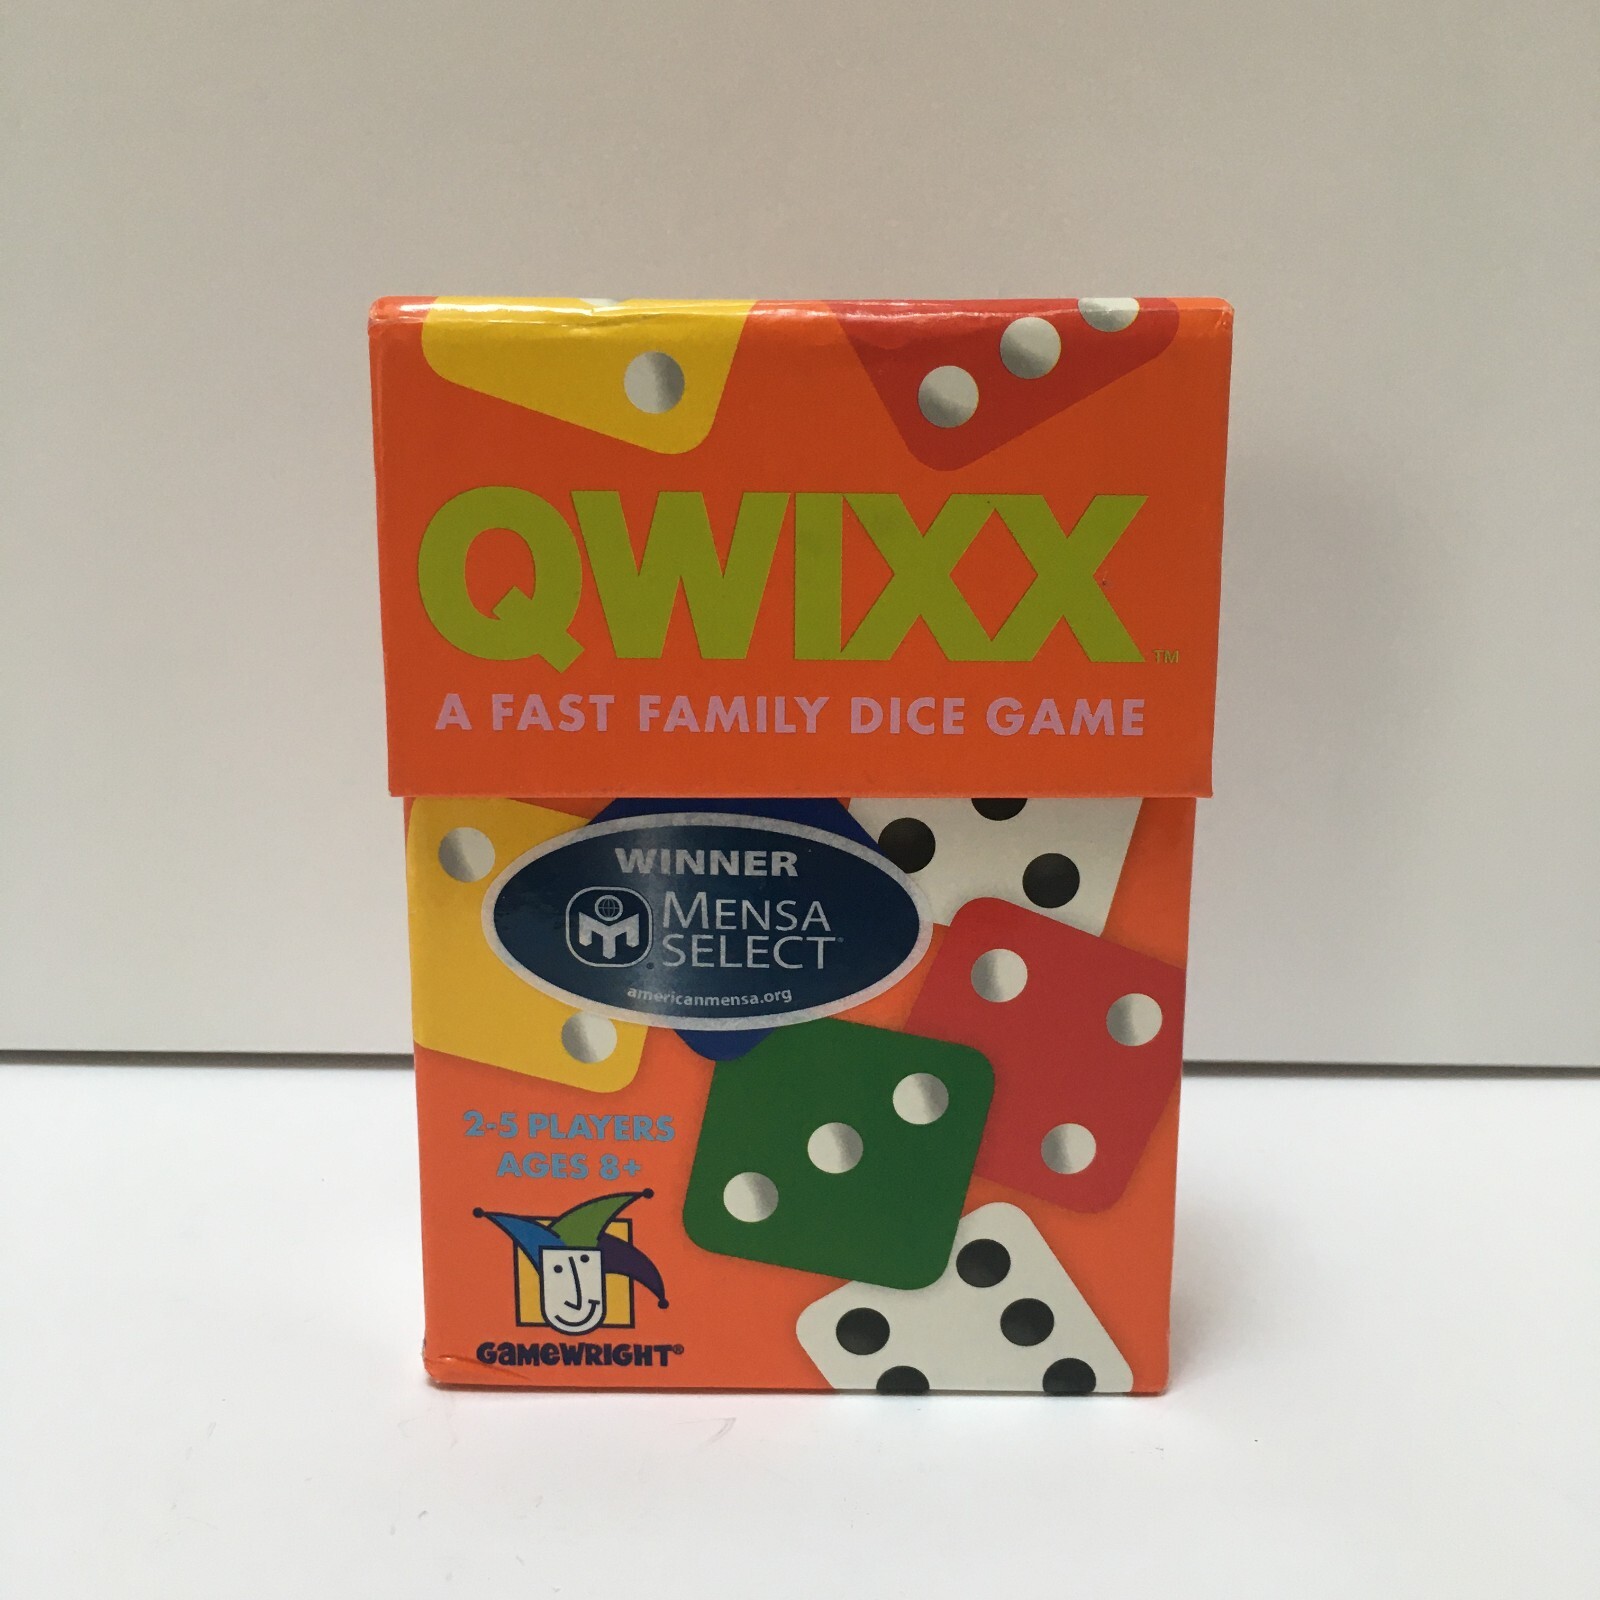 QWIXX™
A FAST FAMILY DICE GAME
WINNER
MENSA
SELECT®
americanmensa.org
2-5 PLAYERS
AGES 8+
GAMEWRIGHT®